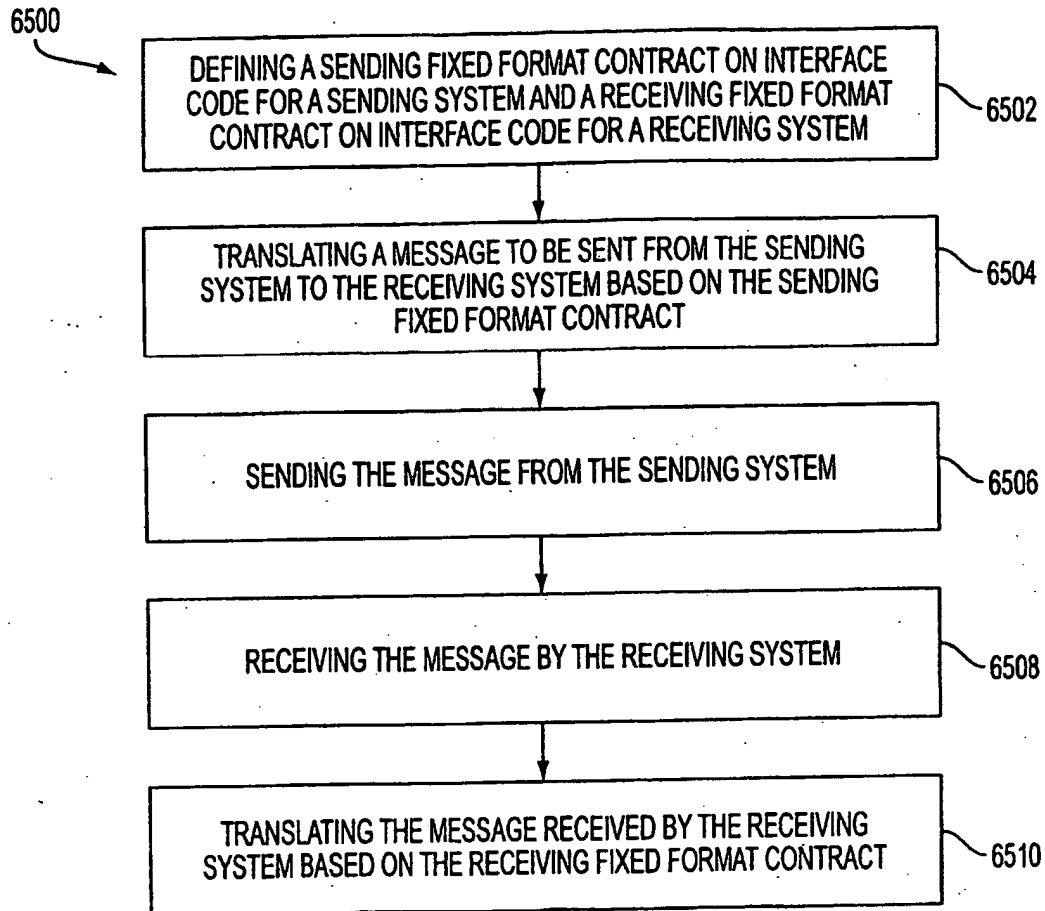 6500
DEFINING A SENDING FIXED FORMAT CONTRACT ON INTERFACE
CODE FOR A SENDING SYSTEM AND A RECEIVING FIXED FORMAT
CONTRACT ON INTERFACE CODE FOR A RECEIVING SYSTEM
6502
TRANSLATING A MESSAGE TO BE SENT FROM THE SENDING
SYSTEM TO THE RECEIVING SYSTEM BASED ON THE SENDING
FIXED FORMAT CONTRACT
6504
SENDING THE MESSAGE FROM THE SENDING SYSTEM
6506
RECEIVING THE MESSAGE BY THE RECEIVING SYSTEM
6508
TRANSLATING THE MESSAGE RECEIVED BY THE RECEIVING
SYSTEM BASED ON THE RECEIVING FIXED FORMAT CONTRACT
6510